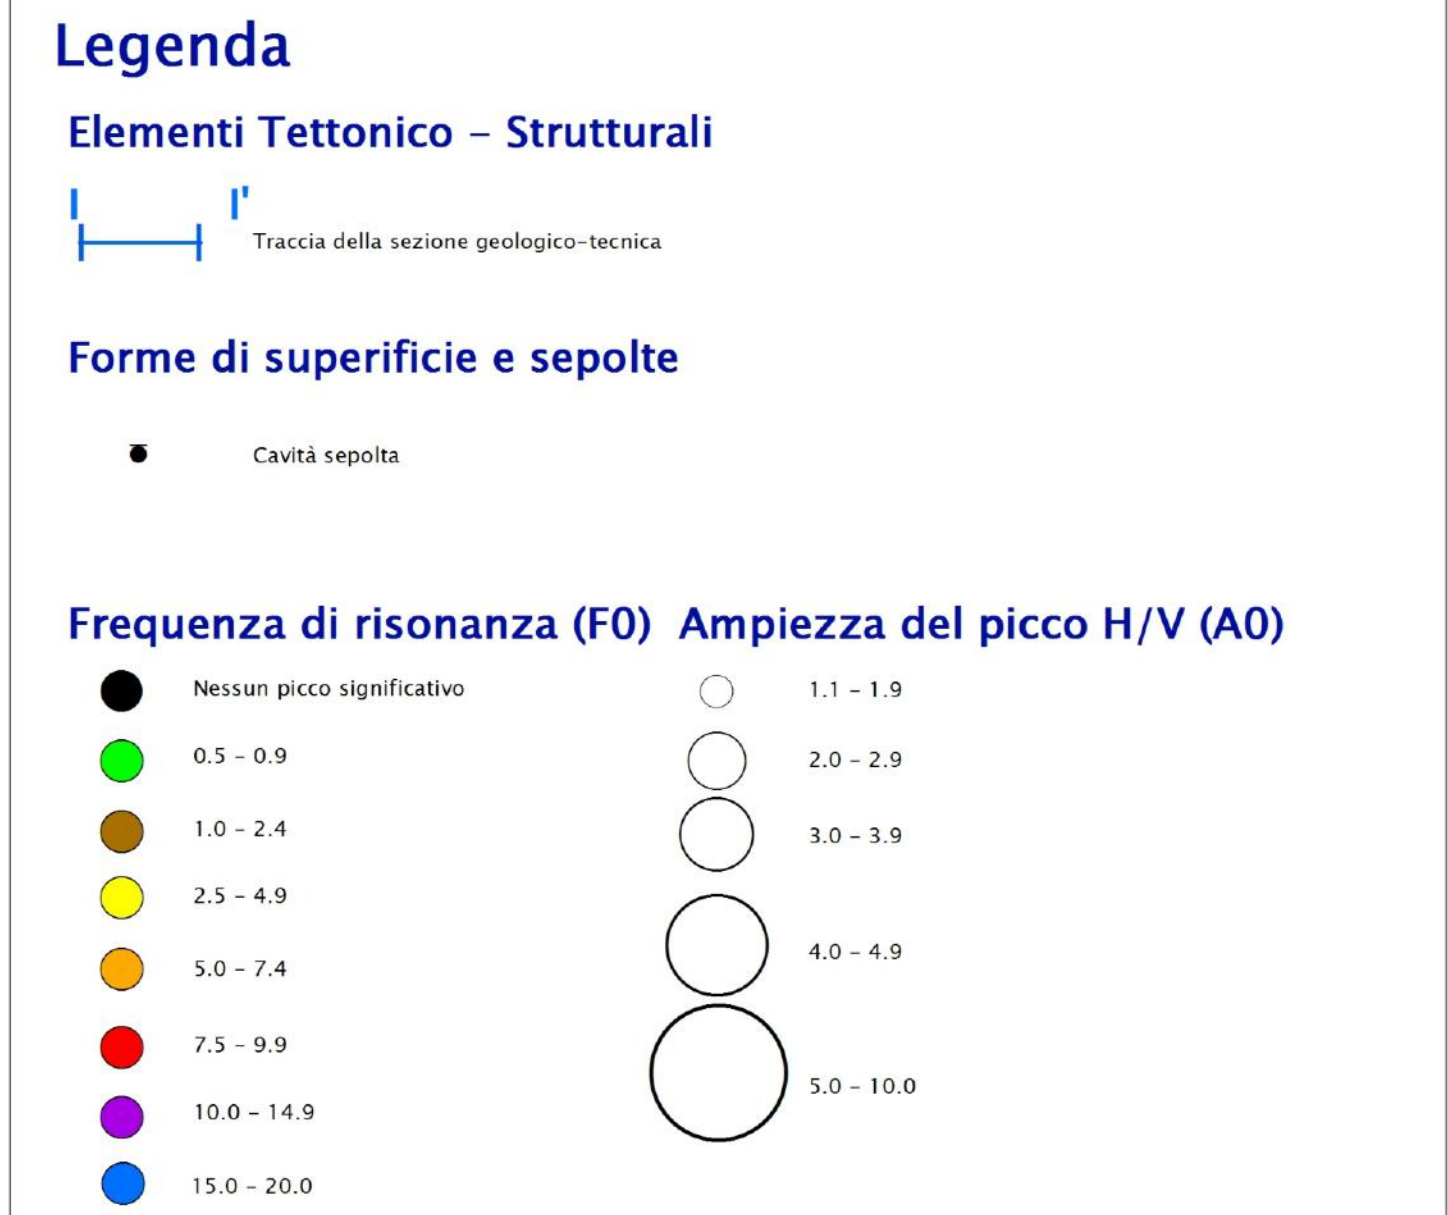 Legenda
Elementi Tettonico - Strutturali
I I'
Traccia della sezione geologico-tecnica
Forme di superificie e sepolte
Cavità sepolta
Frequenza di risonanza (F0) Ampiezza del picco H/V (A0)
Nessun picco significativo 1.1 - 1.9
0.5 - 0.9 2.0 - 2.9
1.0 - 2.4 3.0 - 3.9
2.5 - 4.9
5.0 - 7.4 4.0 - 4.9
7.5 - 9.9
10.0 - 14.9 5.0 - 10.0
15.0 - 20.0